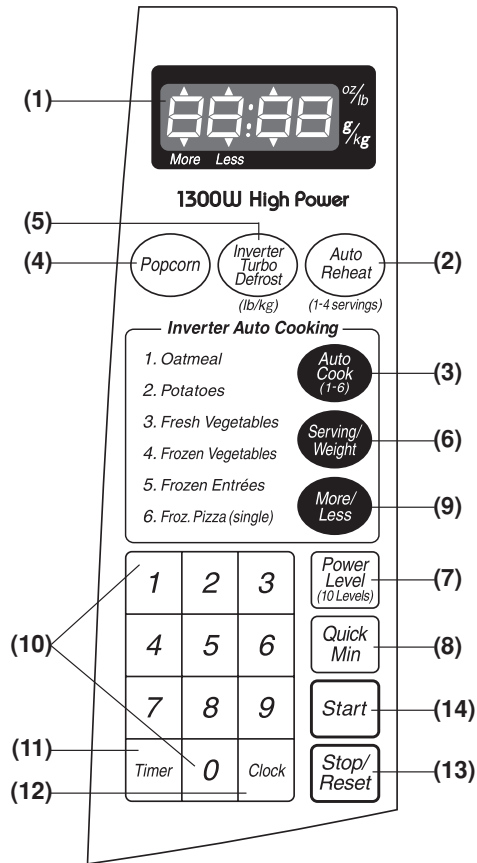 (1)
88:88
oz/lb
g/kg
More Less
1300W High Power
(5)
(4)
Popcorn
Inverter
Turbo
Defrost
(lb/kg)
Auto
Reheat
(1-4 servings)
(2)
Inverter Auto Cooking
1. Oatmeal
2. Potatoes
3. Fresh Vegetables
4. Frozen Vegetables
5. Frozen Entrées
6. Froz. Pizza (single)
Auto
Cook
(1-6)
(3)
Serving/
Weight
(6)
More/
Less
(9)
(10)
1 2 3
4 5 6
7 8 9
(11)
Timer 0 Clock
(12)
Power
Level
(10 Levels)
(7)
Quick
Min
(8)
Start
(14)
Stop/
Reset
(13)